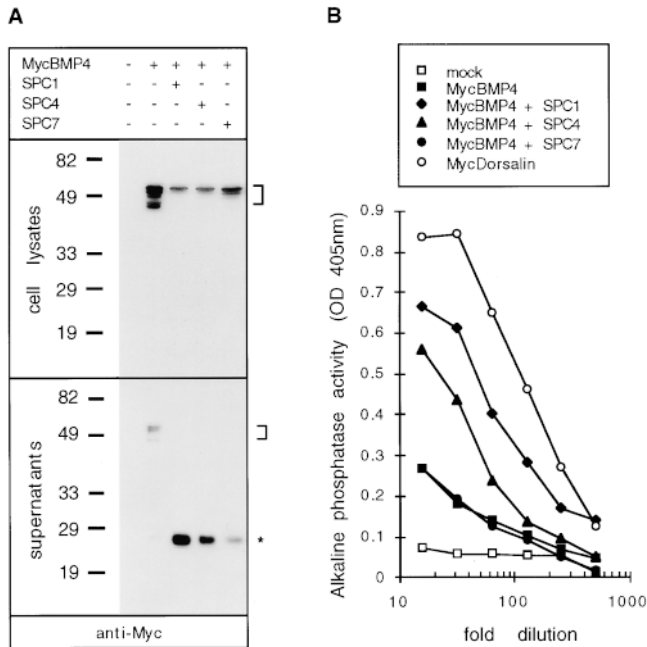 A
MycBMP4 - + + + +
SPC1 - - + - -
SPC4 - - - + -
SPC7 - - - - +
cell lysates
82
49
33
29
19
supernatants
82
49
33
29
19
*
anti-Myc
B
mock
MycBMP4
MycBMP4 + SPC1
MycBMP4 + SPC4
MycBMP4 + SPC7
MycDorsalin
Alkaline phosphatase activity (OD 405nm)
0.9
0.8
0.7
0.6
0.5
0.4
0.3
0.2
0.1
0
10 100 1000
fold dilution